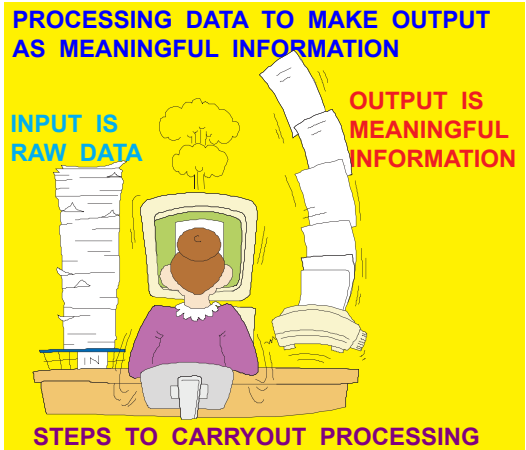 PROCESSING DATA TO MAKE OUTPUT
AS MEANINGFUL INFORMATION
INPUT IS
RAW DATA
OUTPUT IS
MEANINGFUL
INFORMATION
IN
STEPS TO CARRYOUT PROCESSING